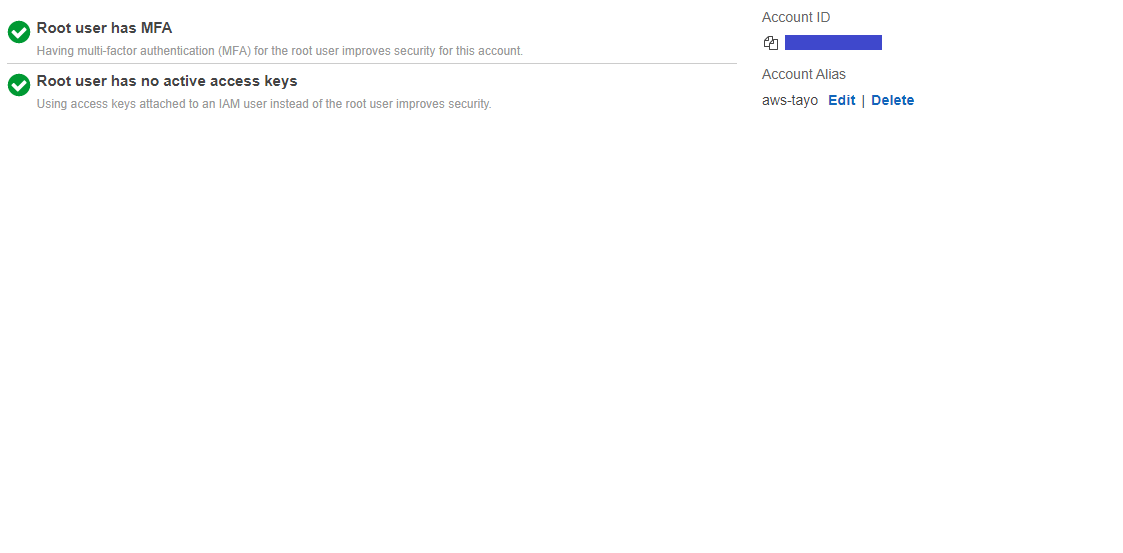 Root user has MFA
Having multi-factor authentication (MFA) for the root user improves security for this account.
Root user has no active access keys
Using access keys attached to an IAM user instead of the root user improves security.
Account ID
Account Alias
aws-tayo Edit | Delete